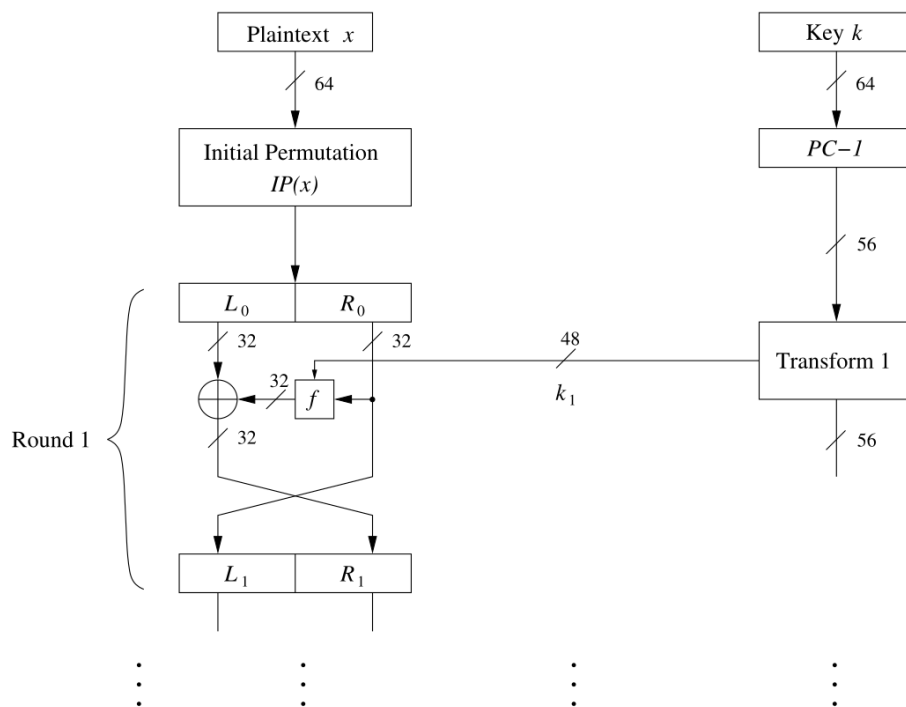 Plaintext x
Key k
64
64
Initial Permutation
IP(x)
PC−1
56
L0
R0
32
32
48
Transform 1
32
f
k1
32
56
Round 1
L1
R1